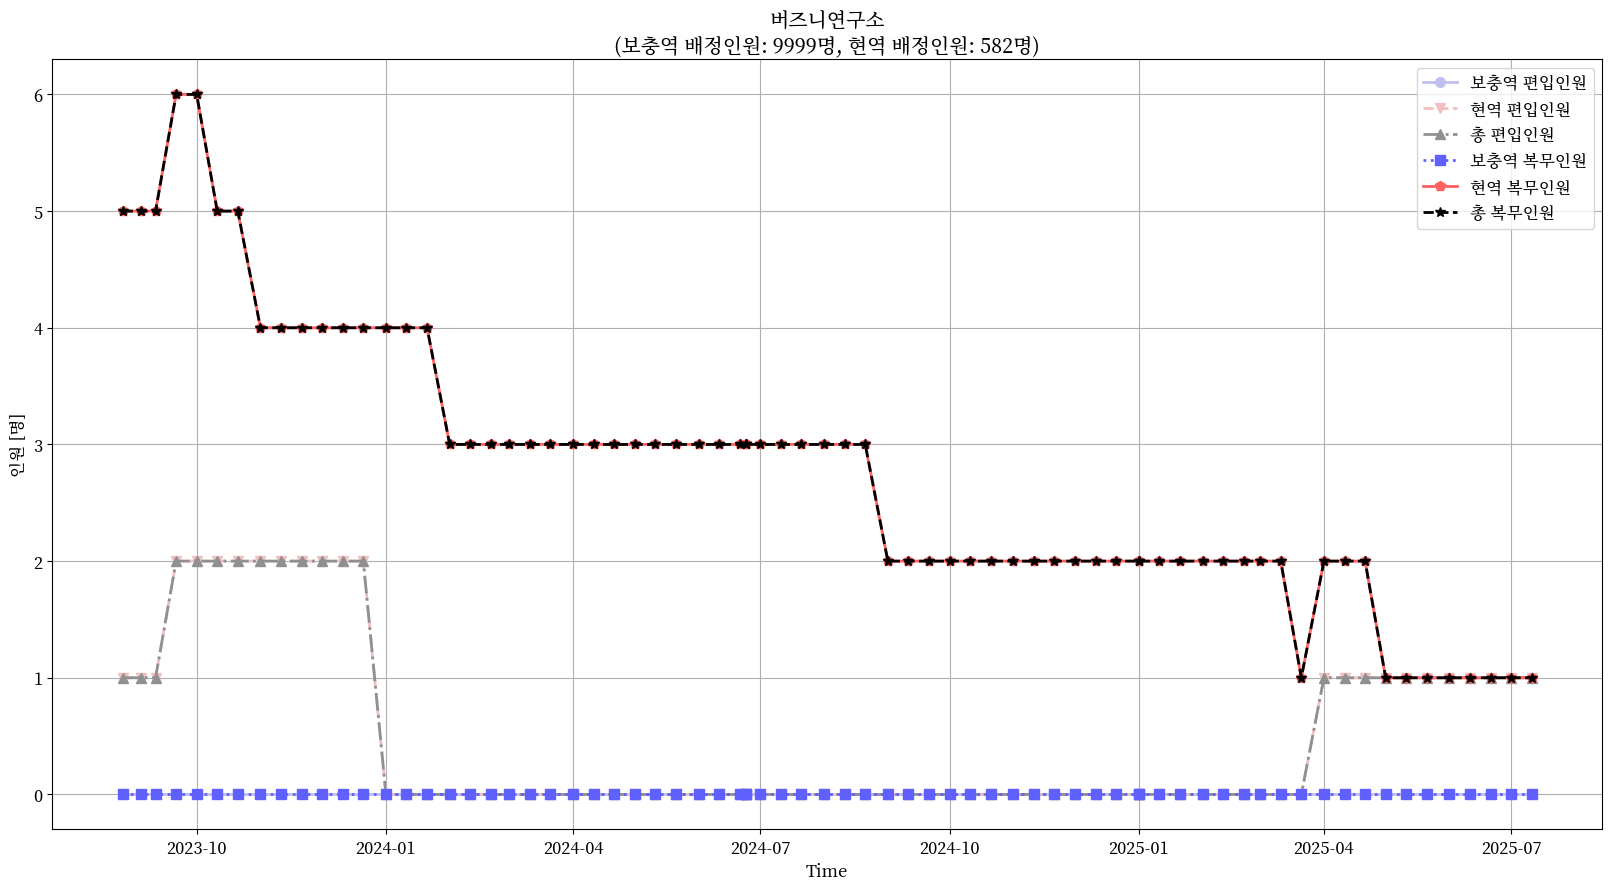 버즈니연구소
(보충역 배정인원: 9999명, 현역 배정인원: 582명)
보충역 편입인원
현역 편입인원
총 편입인원
보충역 복무인원
현역 복무인원
총 복무인원
인원 [명]
6
5
4
3
2
1
0
2023-10
2024-01
2024-04
2024-07
2024-10
2025-01
2025-04
2025-07
Time